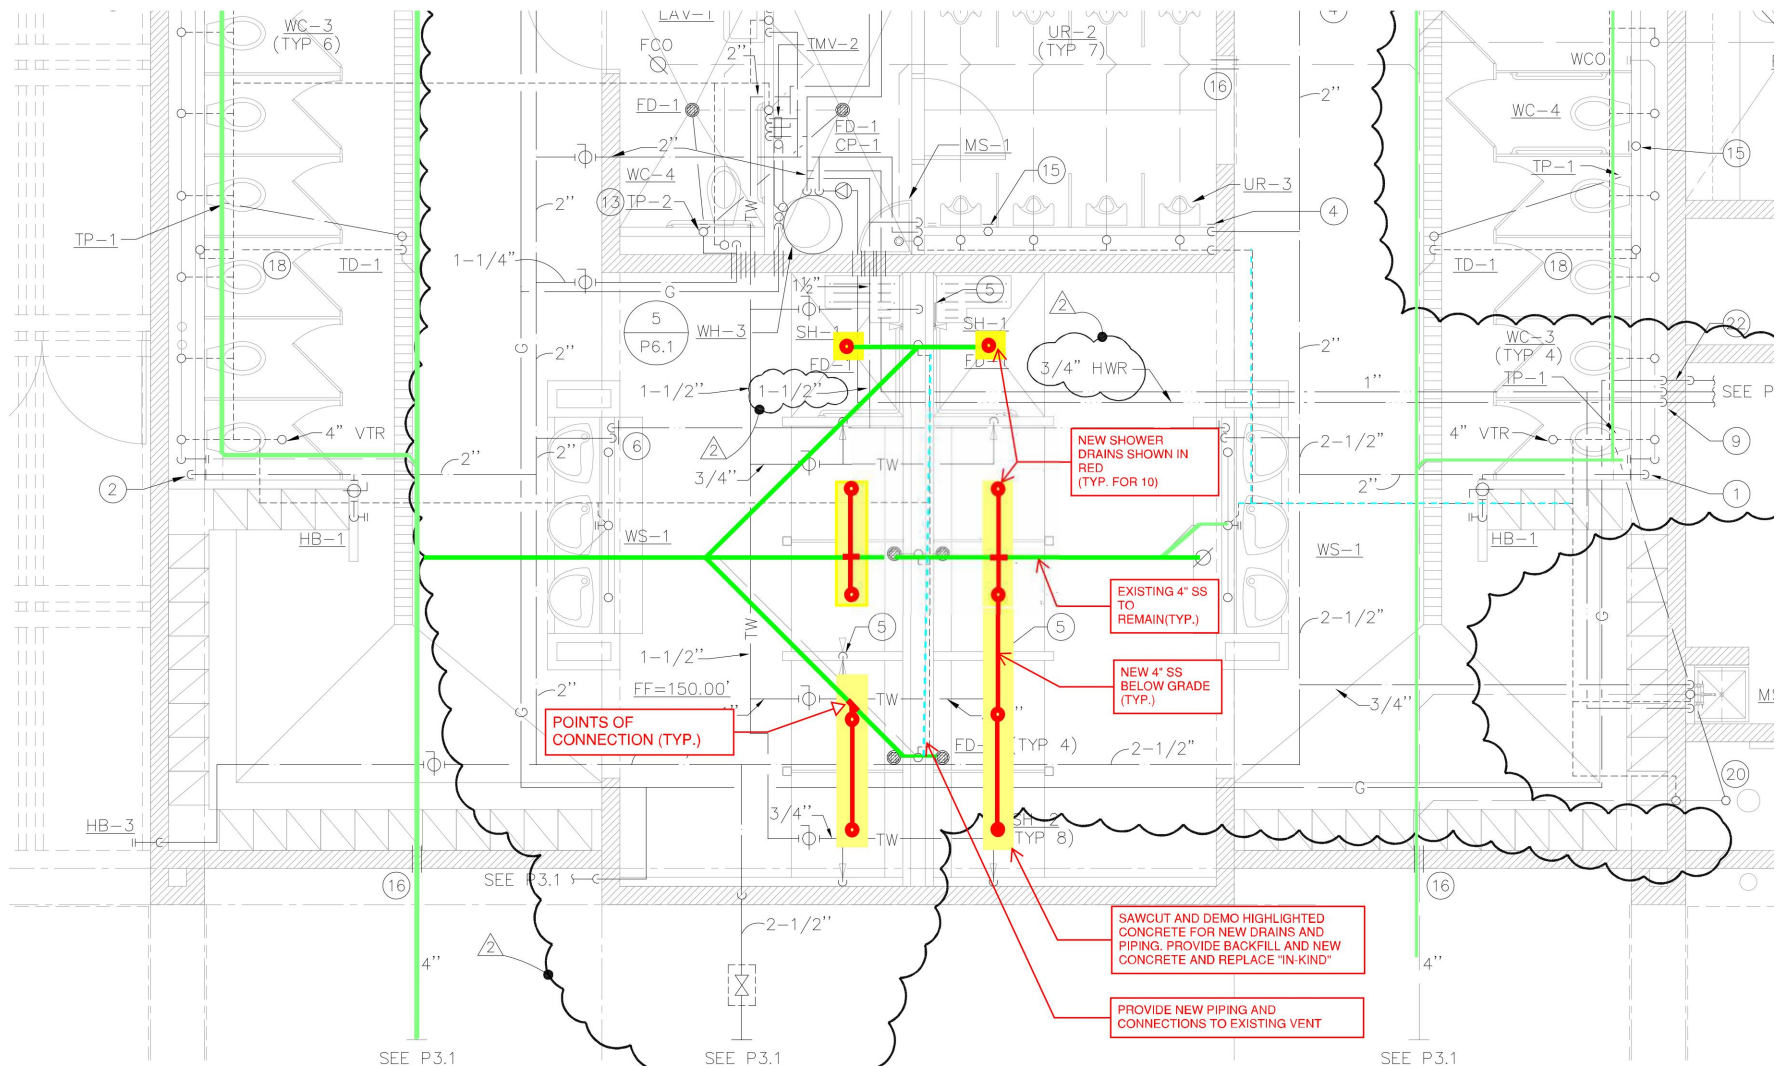 WC-3
(TYP 6)
LAV-1
FCO
2"
TMV-2
UR-2
(TYP 7)
4
16
2"
WCO
WC-4
FD-1
FD-1
CP-1
MS-1
15
TP-1
15
2"
WC-4
13
TP-2
TW
UR-3
4
2"
2"
TP-1
18
TD-1
1-1/4"
G
1½"
5
TD-1
18
5
P6.1
WH-3
SH-1
FD-1
SH-1
FD-1
2
3/4" HWR
2"
2"
G
1-1/2"
1-1/2"
1"
WC-3
(TYP 4)
TP-1
22
SEE P
4" VTR
2"
2"
6
2
3/4"
TW
NEW SHOWER
DRAINS SHOWN IN
RED
(TYP. FOR 10)
2-1/2"
4" VTR
9
2
2"
1
HB-1
WS-1
WS-1
HB-1
EXISTING 4" SS
TO
REMAIN(TYP.)
TW
5
5
2-1/2"
G
1-1/2"
NEW 4" SS
BELOW GRADE
(TYP.)
2"
FF=150.00'
TW
3/4"
MS
POINTS OF
CONNECTION (TYP.)
G
FD-
(TYP 4)
2-1/2"
G
20
HB-3
3/4"
TW
SH-2
(TYP 8)
16
SEE P3.1
16
2-1/2"
SAWCUT AND DEMO HIGHLIGHTED
CONCRETE FOR NEW DRAINS AND
PIPING. PROVIDE BACKFILL AND NEW
CONCRETE AND REPLACE "IN-KIND"
4"
2
4"
PROVIDE NEW PIPING AND
CONNECTIONS TO EXISTING VENT
SEE P3.1
SEE P3.1
SEE P3.1